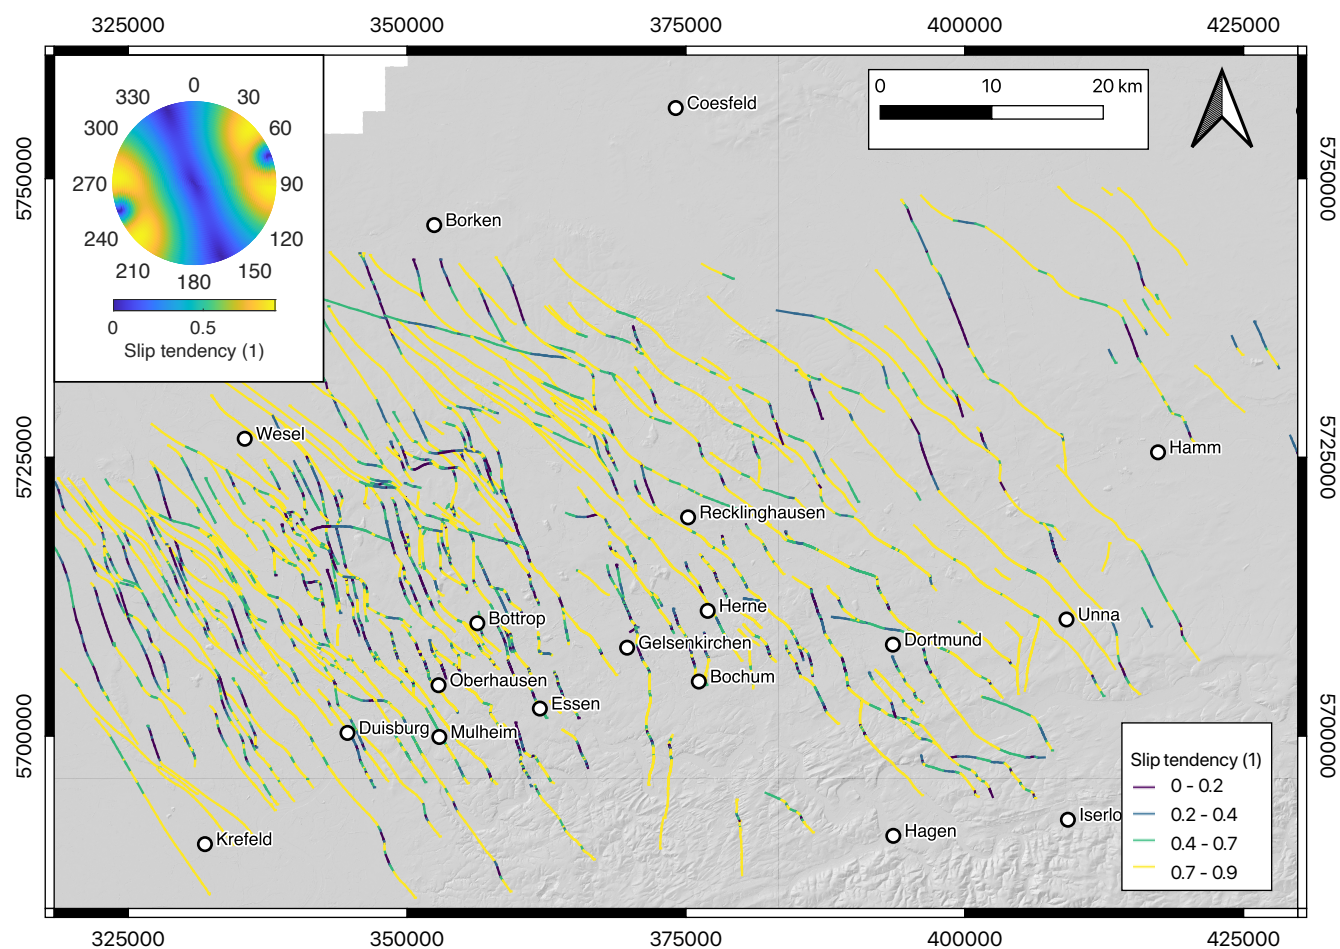 325000 350000 375000 400000 425000
0
330 30
300 60
270 90
240 120
210 150
180
0 0.5
Slip tendency (1)
0 10 20 km
5750000
5725000
5700000
5750000
5725000
5700000
Coesfeld
Borken
Wesel
Hamm
Recklinghausen
Herne
Unna
Bottrop
Gelsenkirchen
Dortmund
Bochum
Oberhausen
Essen
Duisburg
Mulheim
Krefeld
Hagen
Iserlo
Slip tendency (1)
0 - 0.2
0.2 - 0.4
0.4 - 0.7
0.7 - 0.9
325000 350000 375000 400000 425000